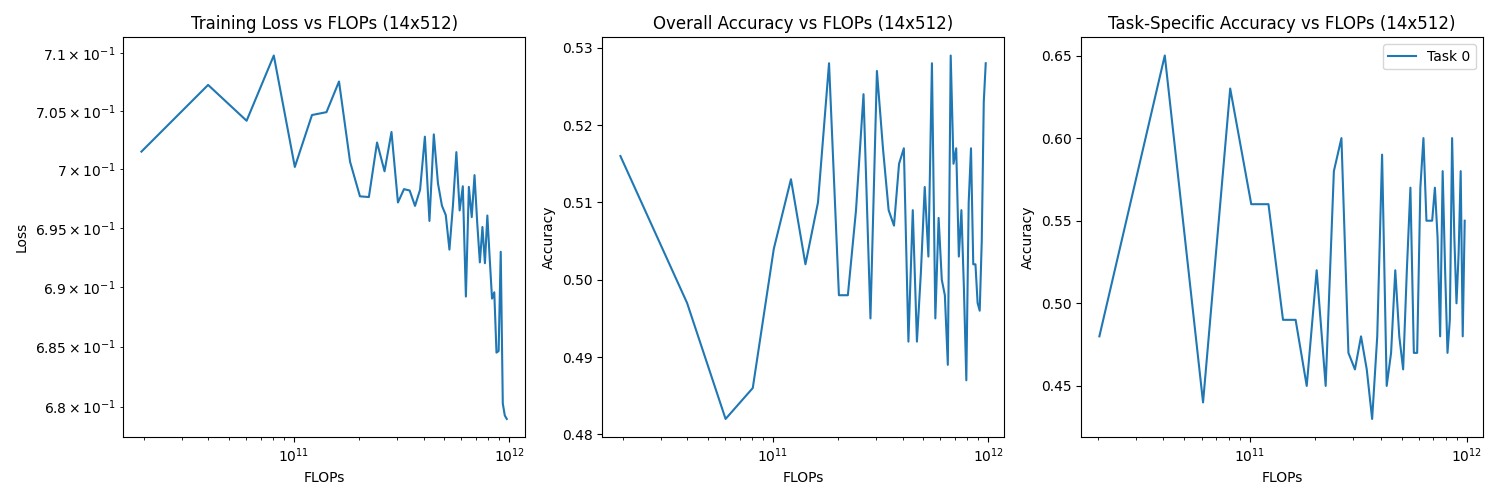 Training Loss vs FLOPs (14x512)
7.1 × 10⁻¹
7.05 × 10⁻¹
7 × 10⁻¹
6.95 × 10⁻¹
6.9 × 10⁻¹
6.85 × 10⁻¹
6.8 × 10⁻¹
Loss
10¹¹
10¹²
FLOPs
Overall Accuracy vs FLOPs (14x512)
0.53
0.52
0.51
0.50
0.49
0.48
Accuracy
10¹¹
10¹²
FLOPs
Task-Specific Accuracy vs FLOPs (14x512)
Task 0
0.65
0.60
0.55
0.50
0.45
Accuracy
10¹¹
10¹²
FLOPs